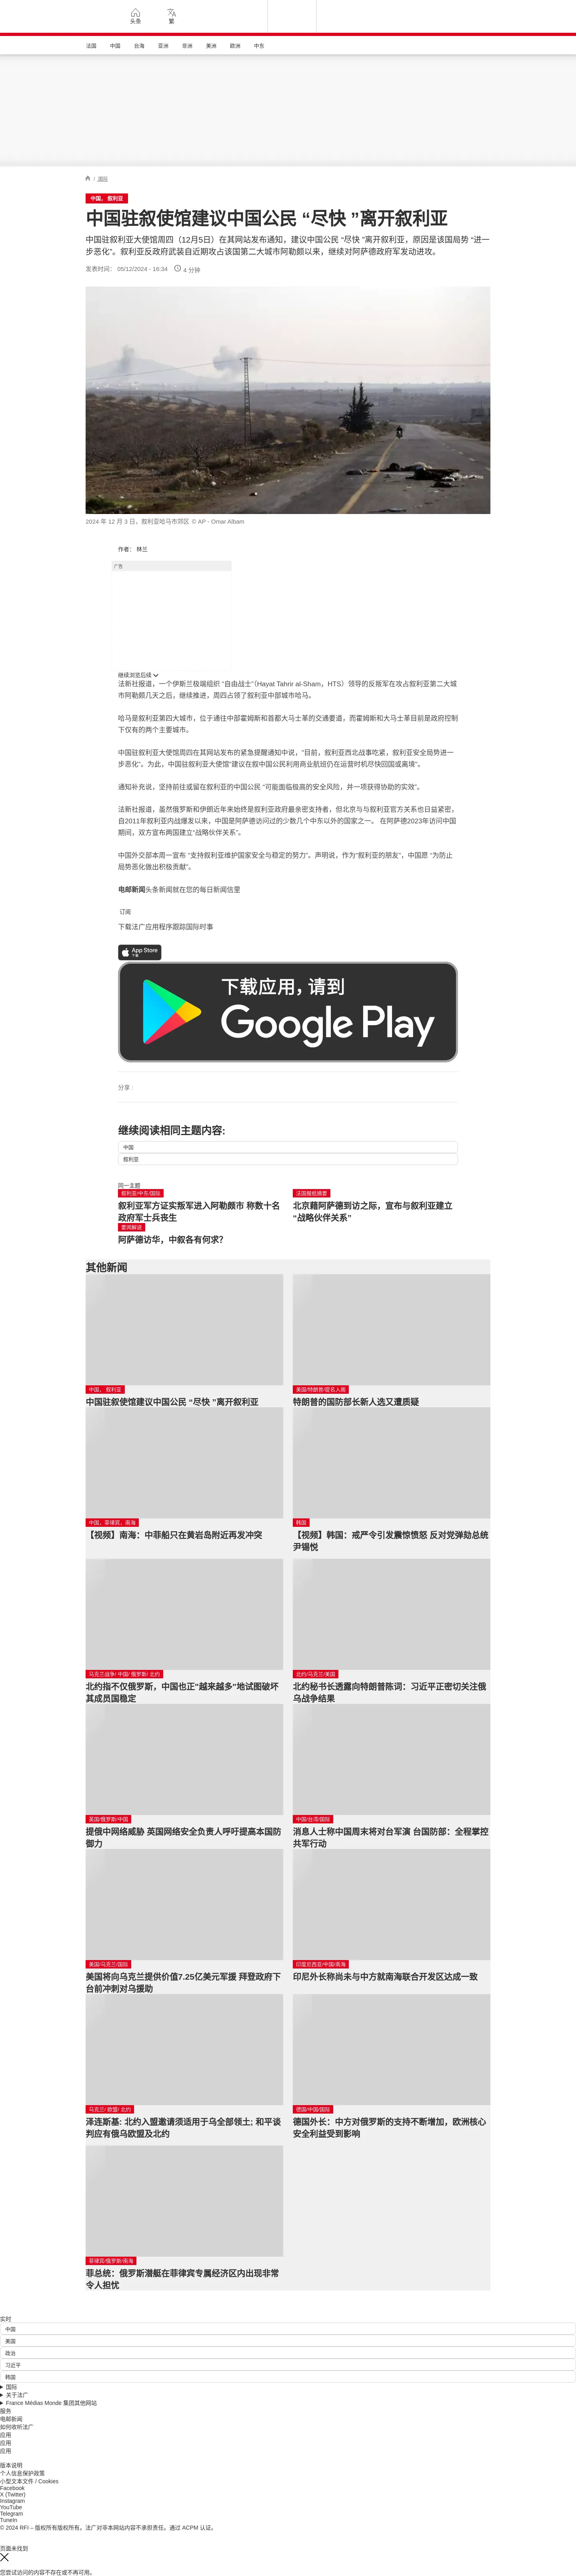 头条
繁
法国
中国
台海
亚洲
非洲
美洲
欧洲
中东
/ 国际
中国， 叙利亚
中国驻叙使馆建议中国公民 “尽快 ”离开叙利亚
中国驻叙利亚大使馆周四（12月5日）在其网站发布通知，建议中国公民 “尽快 ”离开叙利亚，原因是该国局势 “进一
步恶化”。叙利亚反政府武装自近期攻占该国第二大城市阿勒颇以来，继续对阿萨德政府军发动进攻。
发表时间： 05/12/2024 - 16:34
4 分钟
2024 年 12 月 3 日，叙利亚哈马市郊区 © AP - Omar Albam
作者： 林兰
广告
继续浏览后续
法新社报道，一个伊斯兰极端组织 “自由战士”（Hayat Tahrir al-Sham，HTS）领导的反叛军在攻占叙利亚第二大城
市阿勒颇几天之后，继续推进，周四占领了叙利亚中部城市哈马。
哈马是叙利亚第四大城市，位于通往中部霍姆斯和首都大马士革的交通要道，而霍姆斯和大马士革目前是政府控制
下仅有的两个主要城市。
中国驻叙利亚大使馆周四在其网站发布的紧急提醒通知中说，"目前，叙利亚西北战事吃紧，叙利亚安全局势进一
步恶化"。为此，中国驻叙利亚大使馆"建议在叙中国公民利用商业航班仍在运营时机尽快回国或离境"。
通知补充说，坚持前往或留在叙利亚的中国公民 “可能面临极高的安全风险，并一项获得协助的实效”。
法新社报道，虽然俄罗斯和伊朗近年来始终是叙利亚政府最亲密支持者，但北京与与叙利亚官方关系也日益紧密，
自2011年叙利亚内战爆发以来，中国是阿萨德访问过的少数几个中东以外的国家之一。 在阿萨德2023年访问中国
期间，双方宣布两国建立“战略伙伴关系”。
中国外交部本周一宣布 “支持叙利亚维护国家安全与稳定的努力”。声明说，作为“叙利亚的朋友”，中国愿 “为防止
局势恶化做出积极贡献”。
电邮新闻头条新闻就在您的每日新闻信里
订阅
下载法广应用程序跟踪国际时事
App Store
下载
下载应用，请到
Google Play
分享 :
继续阅读相同主题内容:
中国
叙利亚
同一主题
叙利亚/中东/国际
叙利亚军方证实叛军进入阿勒颇市 称数十名
政府军士兵丧生
法国报纸摘要
北京藉阿萨德到访之际，宣布与叙利亚建立
“战略伙伴关系”
要闻解说
阿萨德访华，中叙各有何求？
其他新闻
中国， 叙利亚
中国驻叙使馆建议中国公民 “尽快 ”离开叙利亚
美国/特朗普/提名人阁
特朗普的国防部长新人选又遭质疑
中国，菲律宾，南海
【视频】南海：中菲船只在黄岩岛附近再发冲突
韩国
【视频】韩国：戒严令引发震惊愤怒 反对党弹劾总统
尹锡悦
乌克兰战争/ 中国/ 俄罗斯/ 北约
北约指不仅俄罗斯，中国也正"越来越多"地试图破坏
其成员国稳定
北约/乌克兰/美国
北约秘书长透露向特朗普陈词：习近平正密切关注俄
乌战争结果
英国/俄罗斯/中国
提俄中网络威胁 英国网络安全负责人呼吁提高本国防
御力
中国/台湾/国际
消息人士称中国周末将对台军演 台国防部：全程掌控
共军行动
美国/乌克兰/国际
美国将向乌克兰提供价值7.25亿美元军援 拜登政府下
台前冲刺对乌援助
印度尼西亚/中国/南海
印尼外长称尚未与中方就南海联合开发区达成一致
乌克兰/ 欧盟/ 北约
泽连斯基: 北约入盟邀请须适用于乌全部领土; 和平谈
判应有俄乌欧盟及北约
德国/中国/国际
德国外长：中方对俄罗斯的支持不断增加，欧洲核心
安全利益受到影响
菲律宾/俄罗斯/南海
菲总统：俄罗斯潜艇在菲律宾专属经济区内出现非常
令人担忧
实时
中国
美国
政治
习近平
韩国
国际
关于法广
France Médias Monde 集团其他网站
服务
电邮新闻
如何收听法广
应用
应用
应用
版本说明
个人信息保护政策
小型文本文件 / Cookies
Facebook
X (Twitter)
Instagram
YouTube
Telegram
TuneIn
© 2024 RFI – 版权所有版权所有。法广对非本网站内容不承担责任。通过 ACPM 认证。
页面未找到
您尝试访问的内容不存在或不再可用。